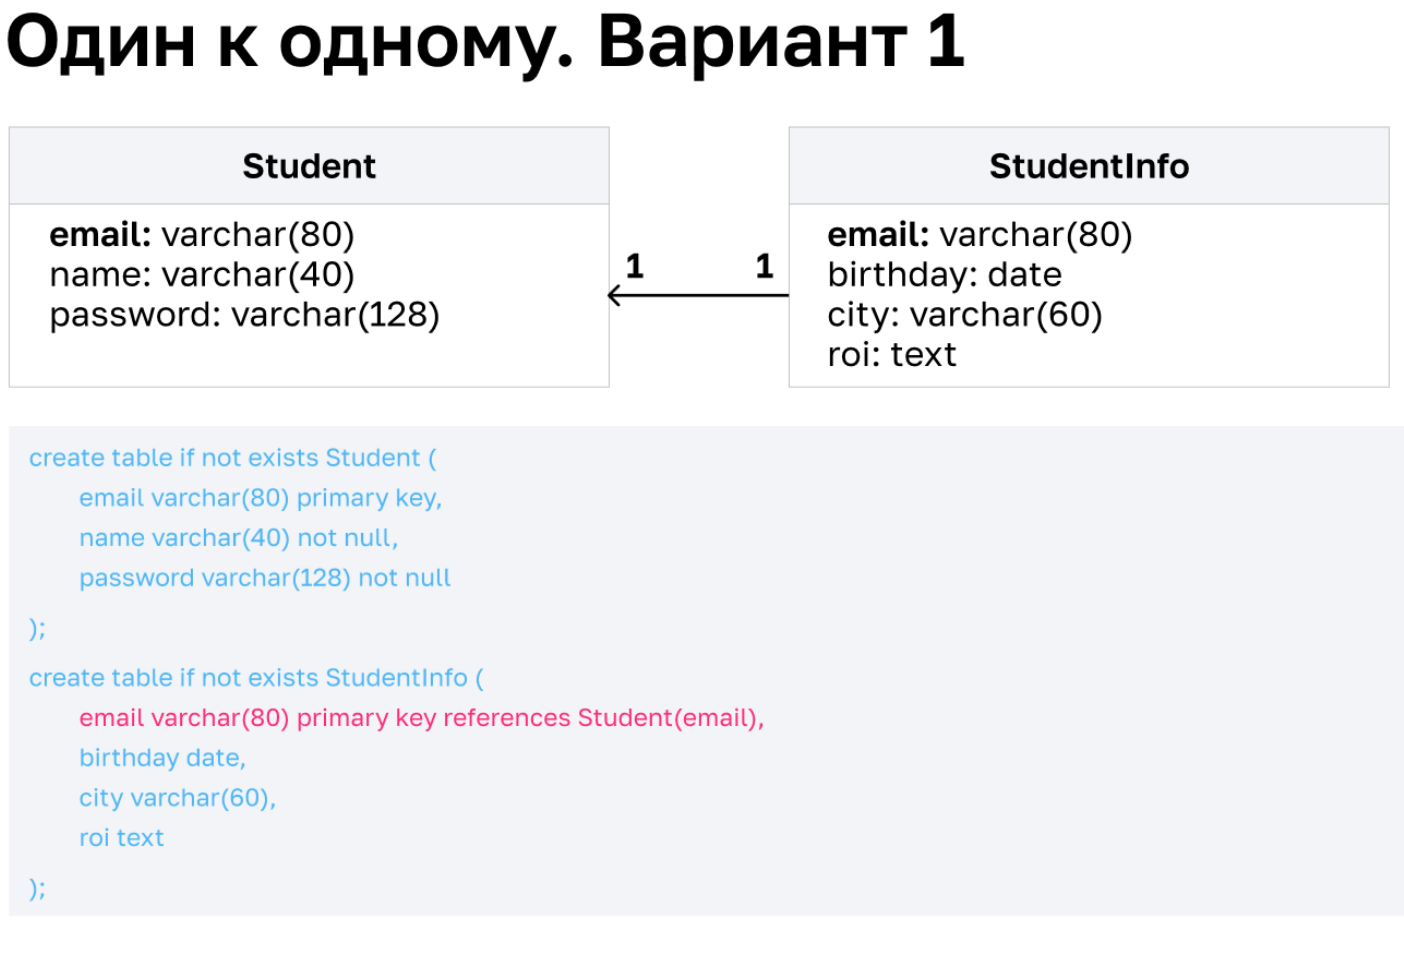 Один к одному. Вариант 1
Student
email: varchar(80)
name: varchar(40)
password: varchar(128)
1 1
StudentInfo
email: varchar(80)
birthday: date
city: varchar(60)
roi: text
create table if not exists Student (
email varchar(80) primary key,
name varchar(40) not null,
password varchar(128) not null
);
create table if not exists StudentInfo (
email varchar(80) primary key references Student(email),
birthday date,
city varchar(60),
roi text
);